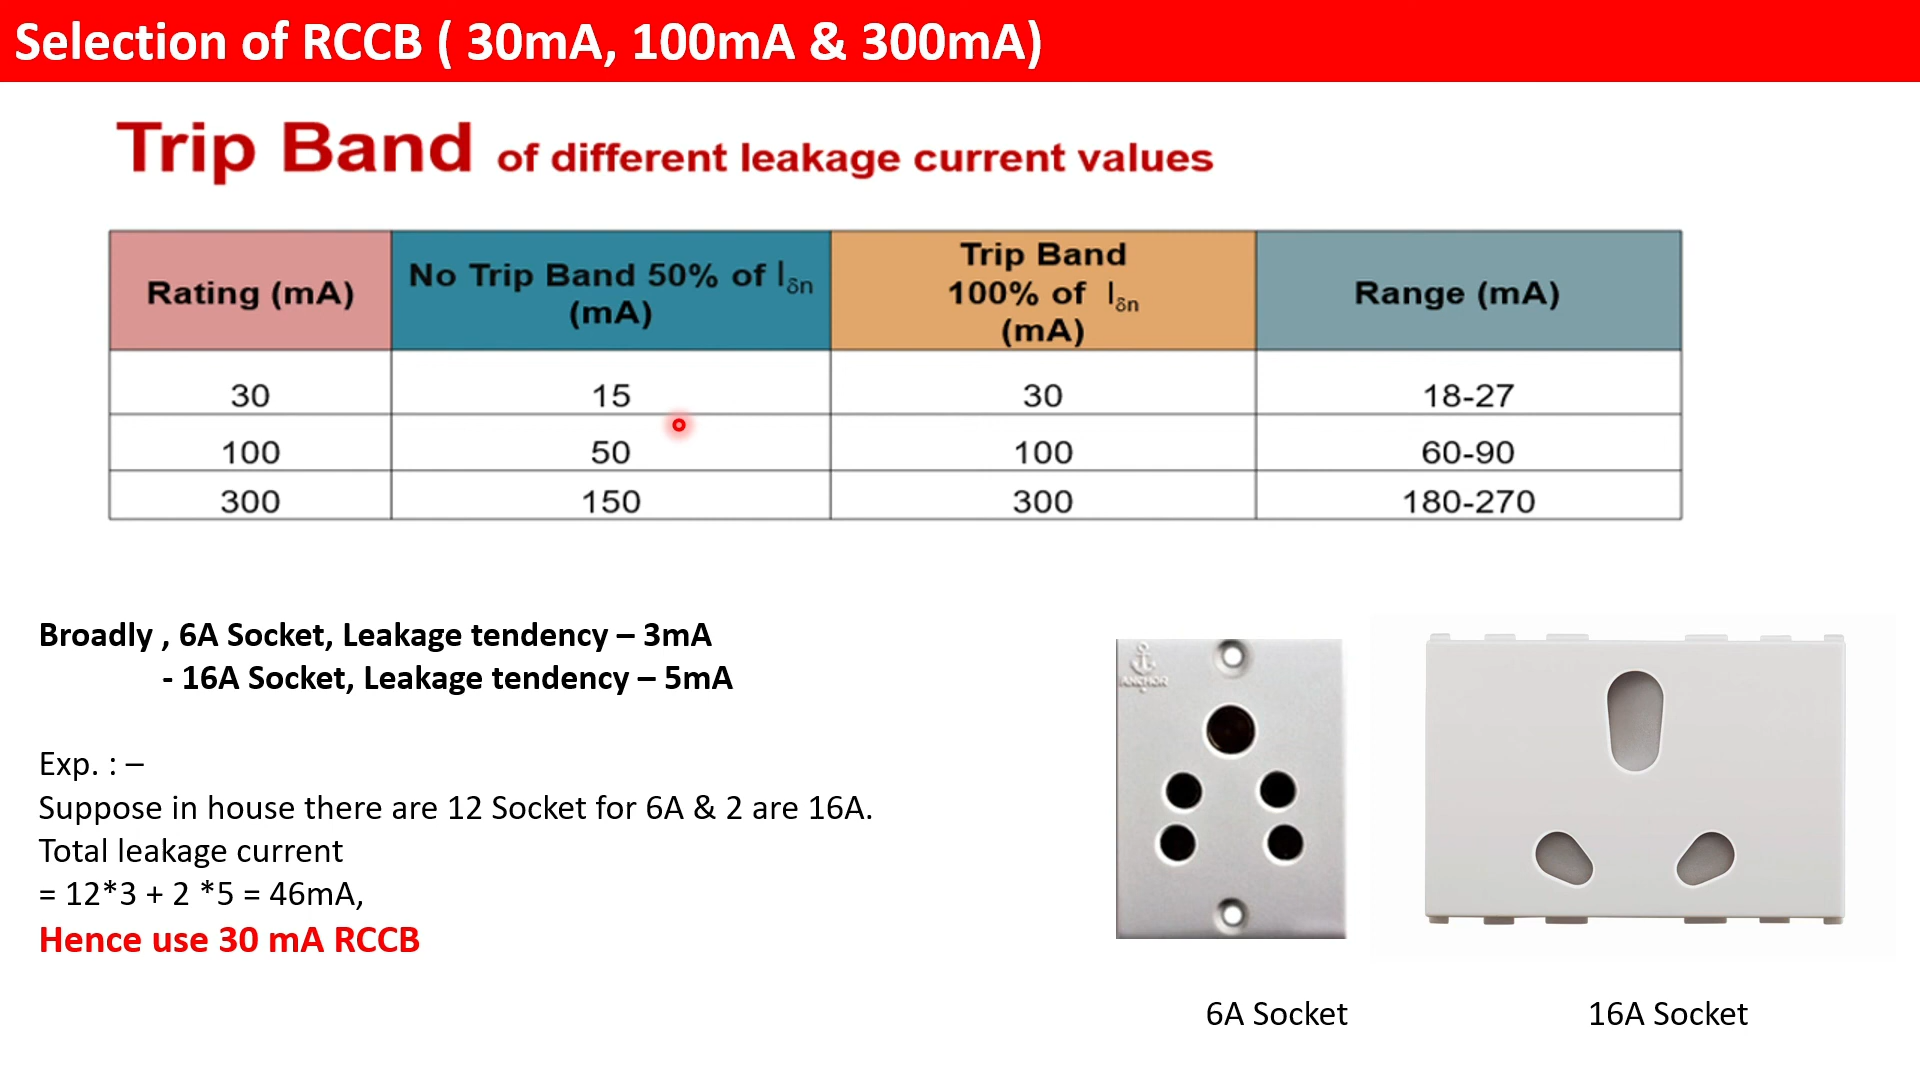 Selection of RCCB ( 30mA, 100mA & 300mA)
Trip Band of different leakage current values
Rating (mA)
No Trip Band 50% of Iδn
(mA)
Trip Band
100% of Iδn
(mA)
Range (mA)
30 15 30 18-27
100 50 100 60-90
300 150 300 180-270
Broadly , 6A Socket, Leakage tendency – 3mA
- 16A Socket, Leakage tendency – 5mA
Exp. : –
Suppose in house there are 12 Socket for 6A & 2 are 16A.
Total leakage current
= 12*3 + 2 *5 = 46mA,
Hence use 30 mA RCCB
ANCHOR
6A Socket
16A Socket